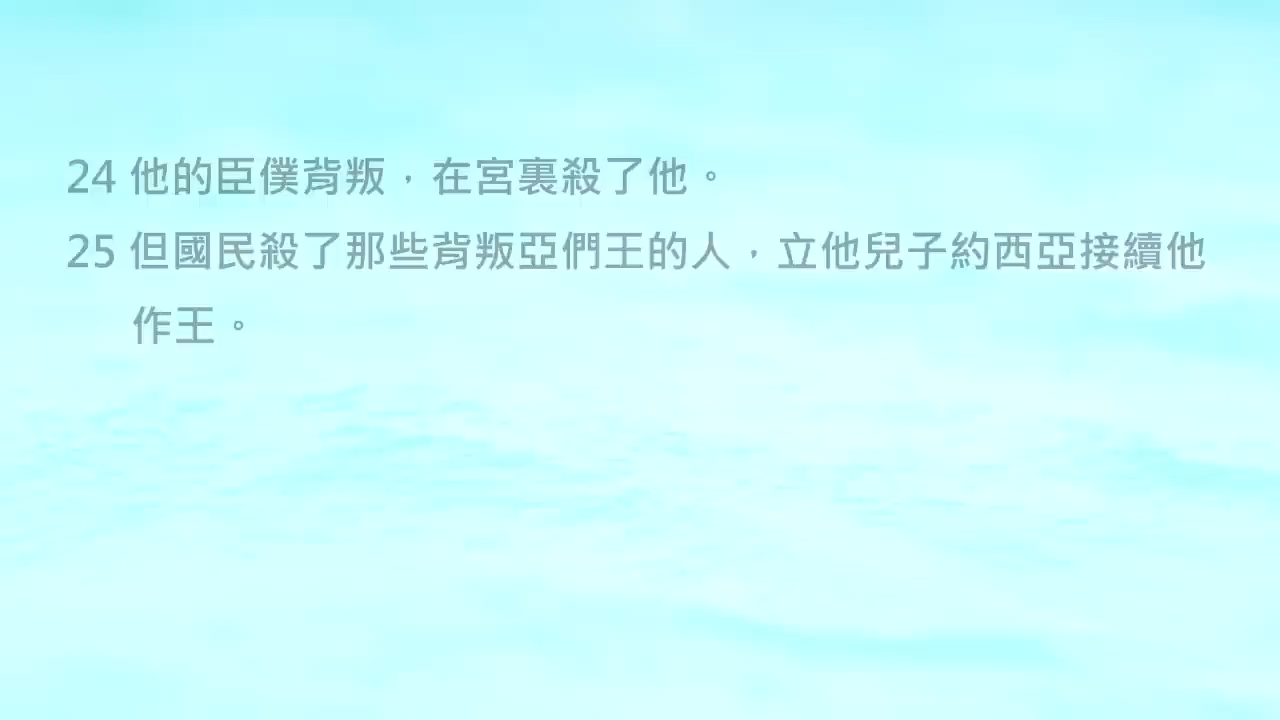 24 他的臣僕背叛，在宮裏殺了他。
25 但國民殺了那些背叛亞們王的人，立他兒子約西亞接續他
作王。